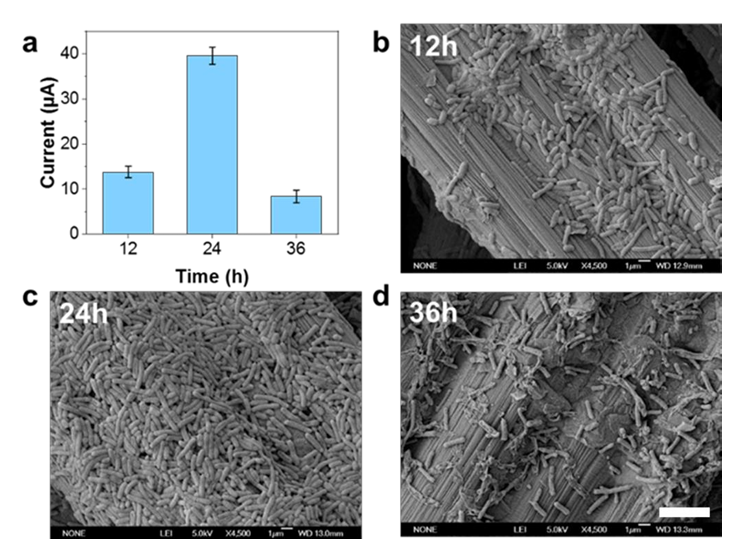 a
Current (μA)
40
30
20
10
0
12
24
36
Time (h)
b
12h
NONE LEI 5.0kV X4,500 1μm WD 12.9mm
c
24h
NONE LEI 5.0kV X4,500 1μm WD 13.0mm
d
36h
NONE LEI 5.0kV X4,500 1μm WD 13.3mm